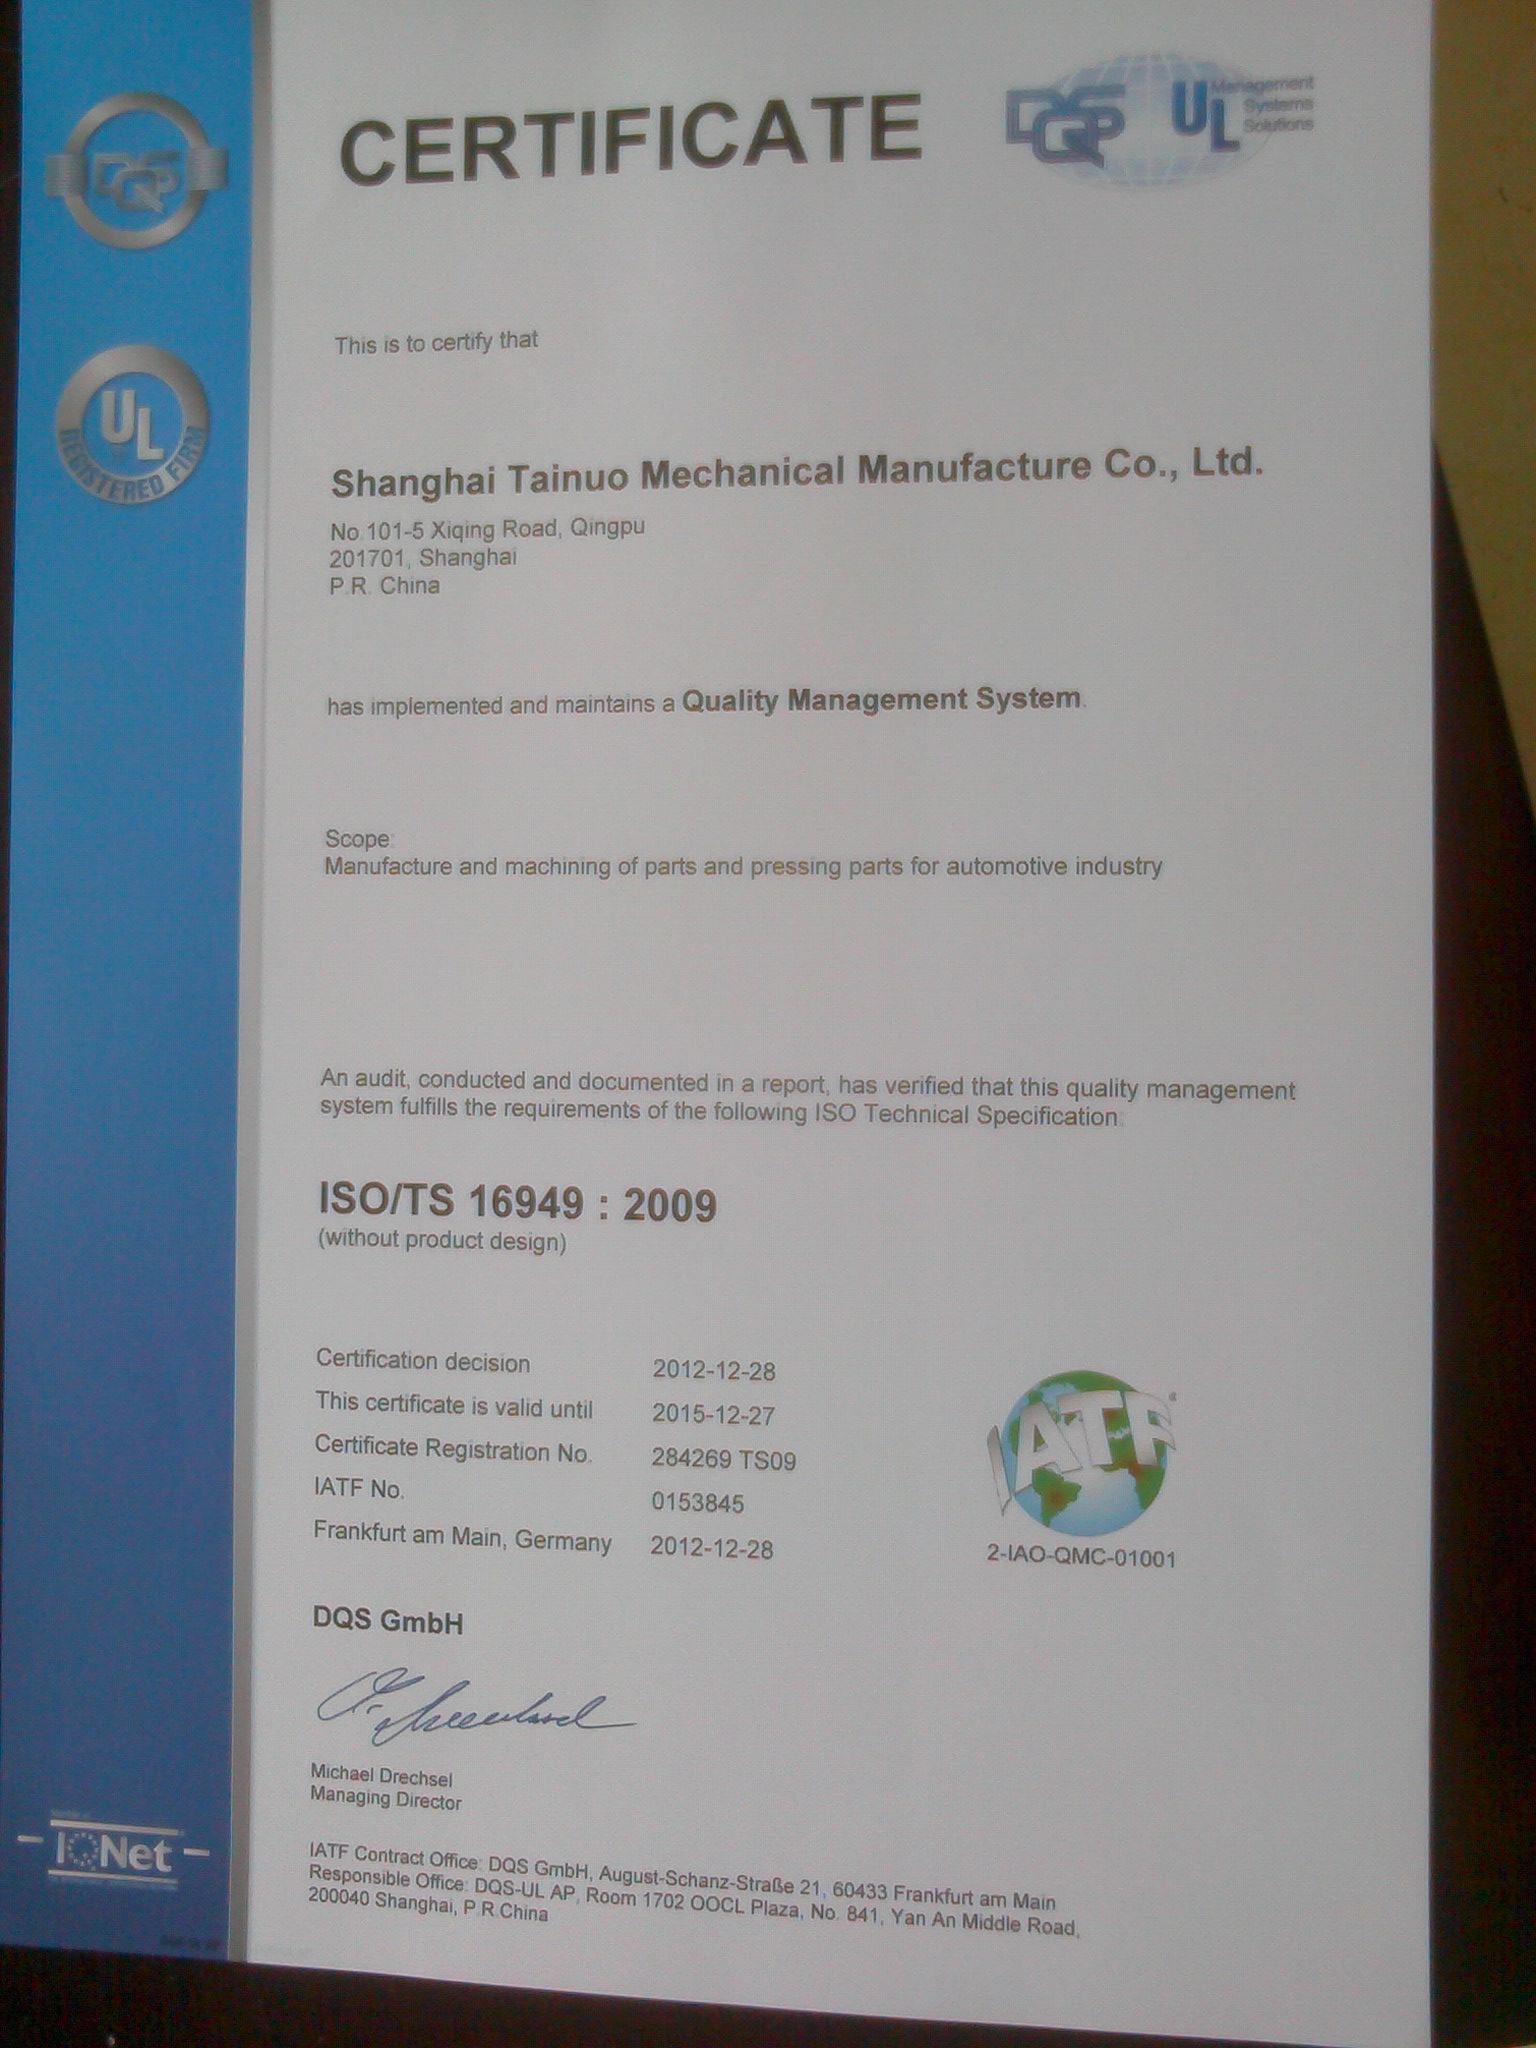 CERTIFICATE
DQS
UL
Management
Systems
Solutions
DQS
UL
REGISTERED FIRM
This is to certify that
Shanghai Tainuo Mechanical Manufacture Co., Ltd.
No.101-5 Xiqing Road, Qingpu
201701, Shanghai
P.R. China
has implemented and maintains a Quality Management System.
Scope:
Manufacture and machining of parts and pressing parts for automotive industry
An audit, conducted and documented in a report, has verified that this quality management
system fulfills the requirements of the following ISO Technical Specification:
ISO/TS 16949 : 2009
(without product design)
Certification decision 2012-12-28
This certificate is valid until 2015-12-27
Certificate Registration No. 284269 TS09
IATF No. 0153845
Frankfurt am Main, Germany 2012-12-28
IATF
2-IAO-QMC-01001
DQS GmbH
Michael Drechsel
Managing Director
IQNet
IATF Contract Office: DQS GmbH, August-Schanz-Straße 21, 60433 Frankfurt am Main
Responsible Office: DQS-UL AP, Room 1702 OOCL Plaza, No. 841, Yan An Middle Road,
200040 Shanghai, P.R.China